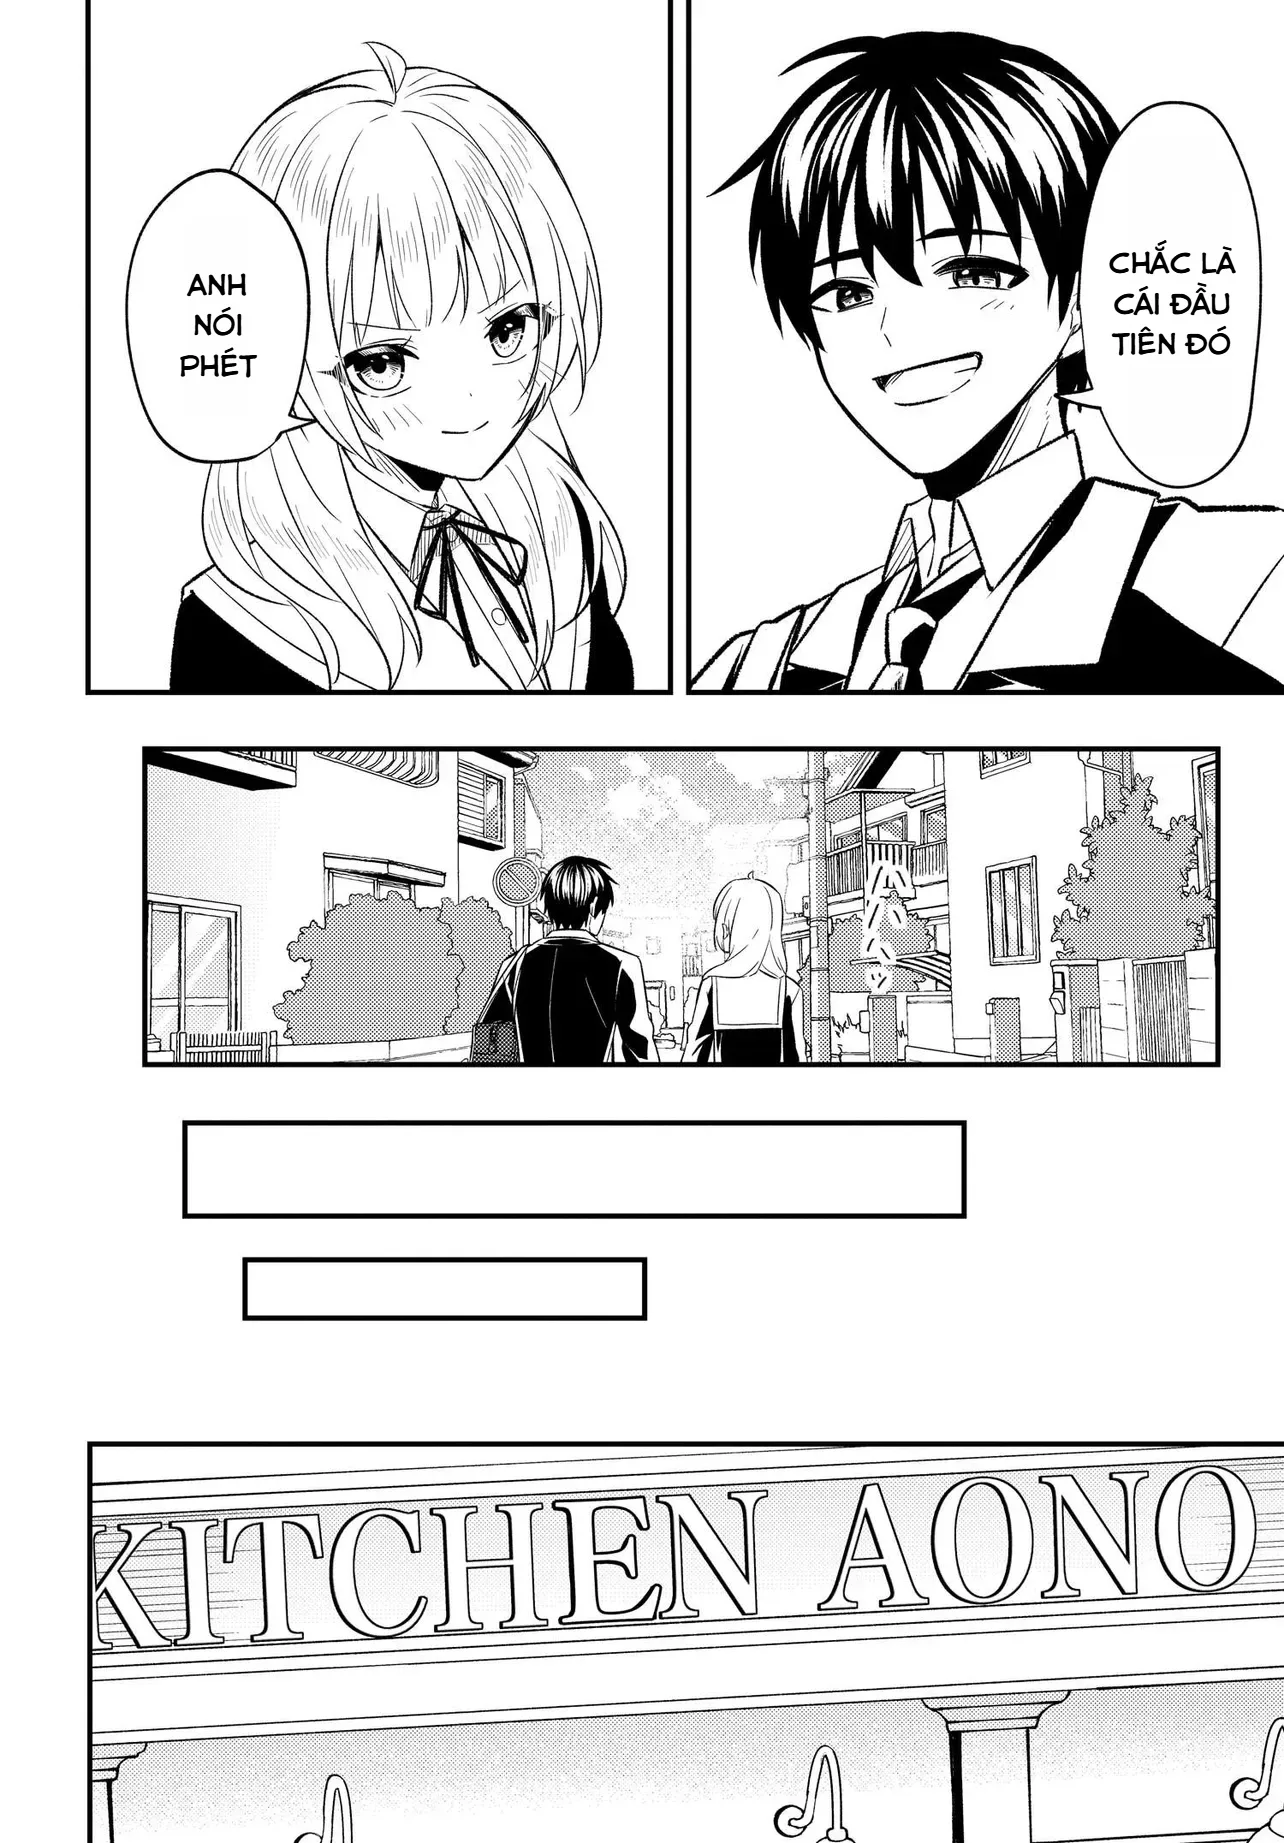 CHẮC LÀ
CÁI ĐẦU
TIÊN ĐÓ
ANH
NÓI
PHÉT
KITCHEN AONO